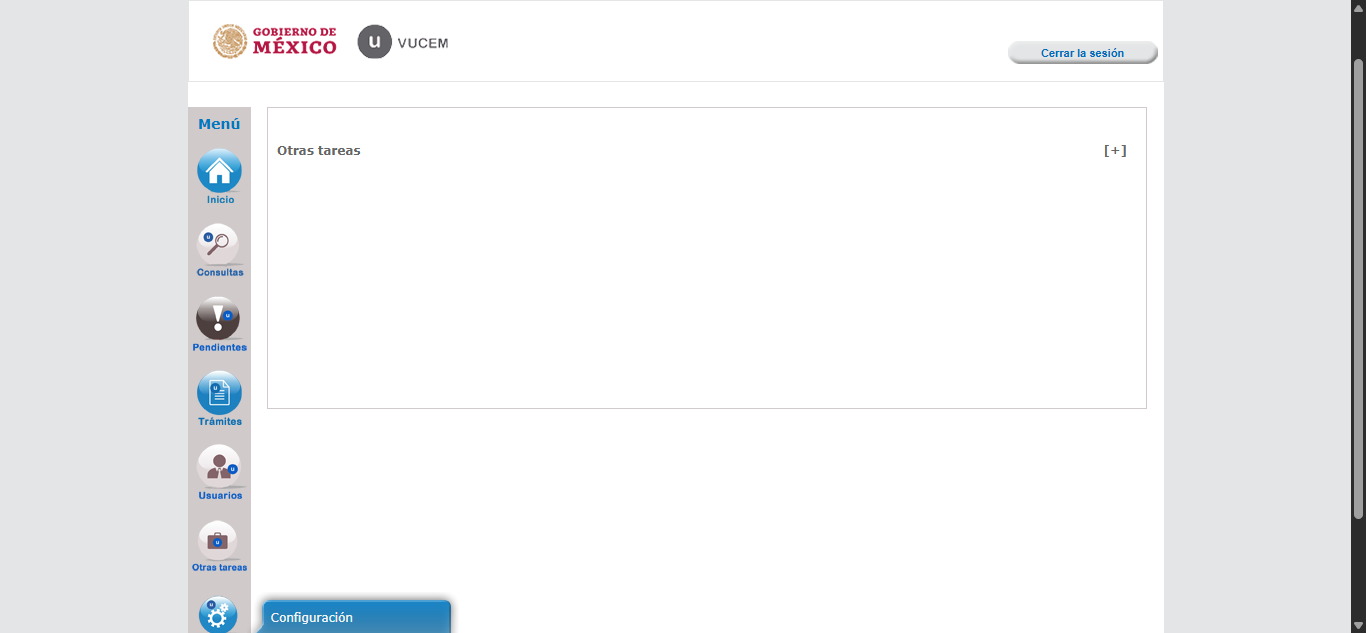 GOBIERNO DE
MÉXICO
u
VUCEM
Cerrar la sesión
Menú
Inicio
u
Consultas
u
Pendientes
u
Trámites
u
Usuarios
u
Otras tareas
u
Otras tareas
[+]
Configuración